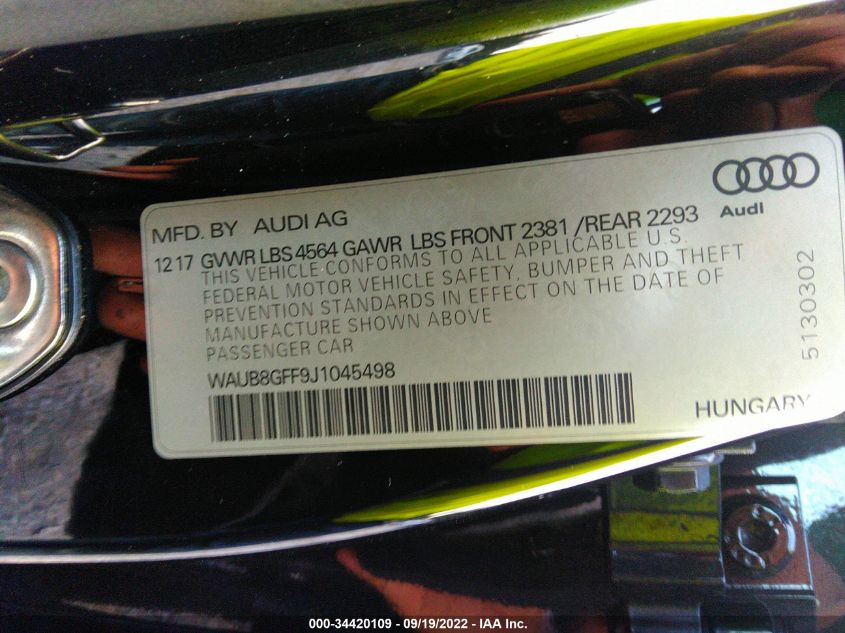 MFD. BY AUDI AG
Audi
12 17 GVWR LBS 4564 GAWR LBS FRONT 2381 /REAR 2293
THIS VEHICLE CONFORMS TO ALL APPLICABLE U.S.
FEDERAL MOTOR VEHICLE SAFETY, BUMPER AND THEFT
PREVENTION STANDARDS IN EFFECT ON THE DATE OF
MANUFACTURE SHOWN ABOVE
PASSENGER CAR
WAUB8GFF9J1045498
HUNGARY
5130302
000-34420109 - 09/19/2022 - IAA Inc.